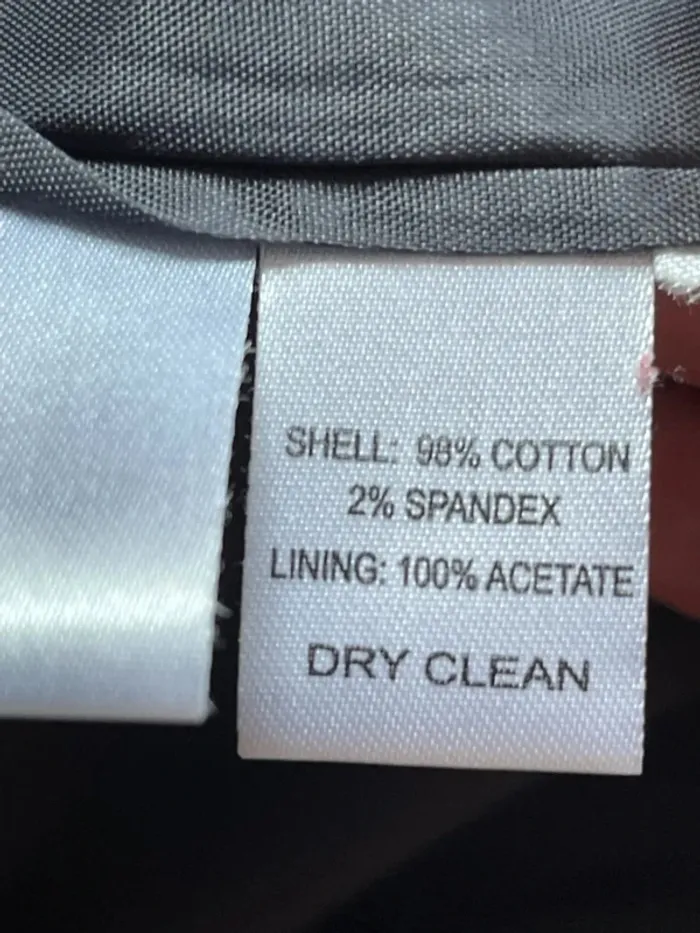 SHELL: 98% COTTON
2% SPANDEX
LINING: 100% ACETATE
DRY CLEAN